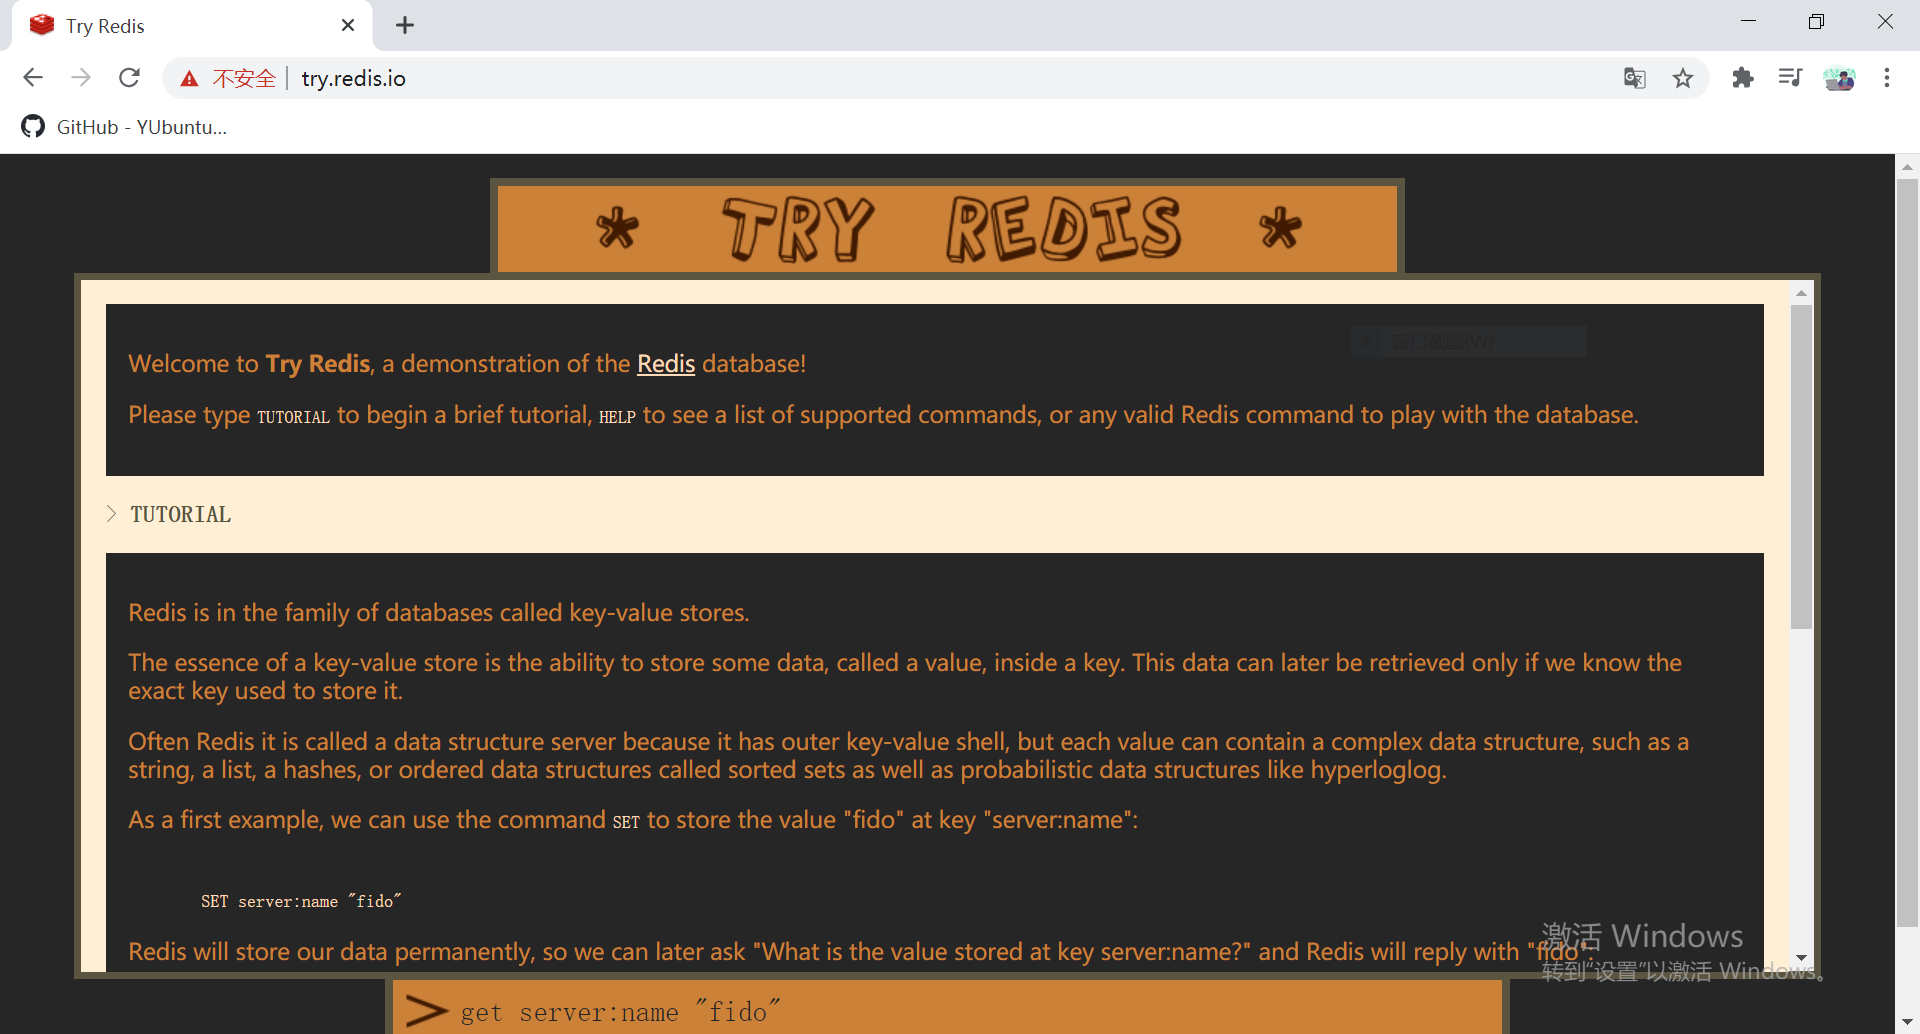 Try Redis
不安全 try.redis.io
GitHub - YUbuntu...
* TRY REDIS *
窗口截图(W)
Welcome to Try Redis, a demonstration of the Redis database!
Please type TUTORIAL to begin a brief tutorial, HELP to see a list of supported commands, or any valid Redis command to play with the database.
> TUTORIAL
Redis is in the family of databases called key-value stores.
The essence of a key-value store is the ability to store some data, called a value, inside a key. This data can later be retrieved only if we know the
exact key used to store it.
Often Redis it is called a data structure server because it has outer key-value shell, but each value can contain a complex data structure, such as a
string, a list, a hashes, or ordered data structures called sorted sets as well as probabilistic data structures like hyperloglog.
As a first example, we can use the command SET to store the value "fido" at key "server:name":
SET server:name "fido"
Redis will store our data permanently, so we can later ask "What is the value stored at key server:name?" and Redis will reply with "fido":
激活 Windows
转到"设置"以激活 Windows。
> get server:name "fido"